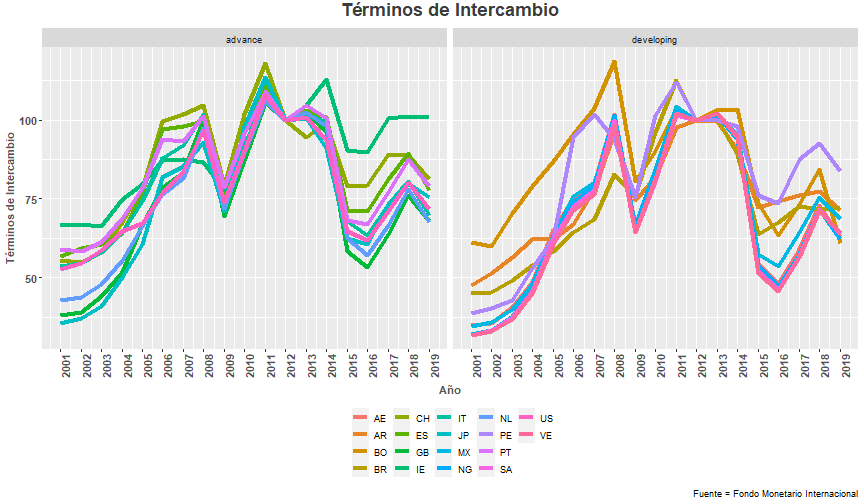 Términos de Intercambio
advance developing
Términos de Intercambio
100
75
50
2001 2002 2003 2004 2005 2006 2007 2008 2009 2010 2011 2012 2013 2014 2015 2016 2017 2018 2019 2001 2002 2003 2004 2005 2006 2007 2008 2009 2010 2011 2012 2013 2014 2015 2016 2017 2018 2019
Año
AE CH IT NL US
AR ES JP PE VE
BO GB MX PT
BR IE NG SA
Fuente = Fondo Monetario Internacional